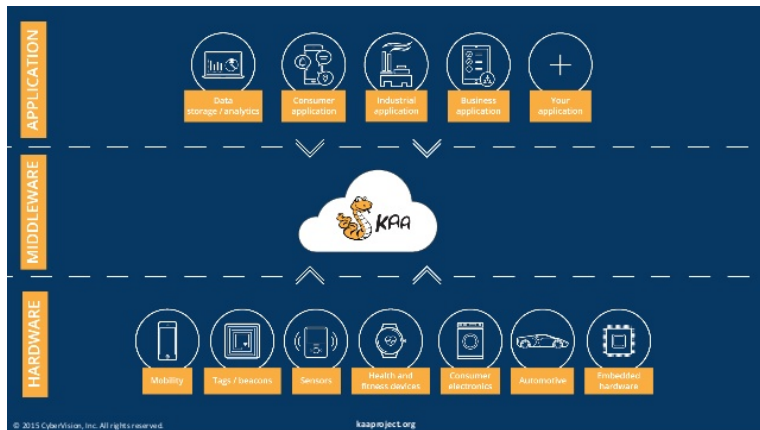 APPLICATION
Data
storage / analytics
Consumer
application
Industrial
application
Business
application
Your
application
MIDDLEWARE
KAA
HARDWARE
Mobility
Tags / beacons
Sensors
Health and
fitness devices
Consumer
electronics
Automotive
Embedded
hardware
© 2015 CyberVision, Inc. All rights reserved.
kaaproject.org